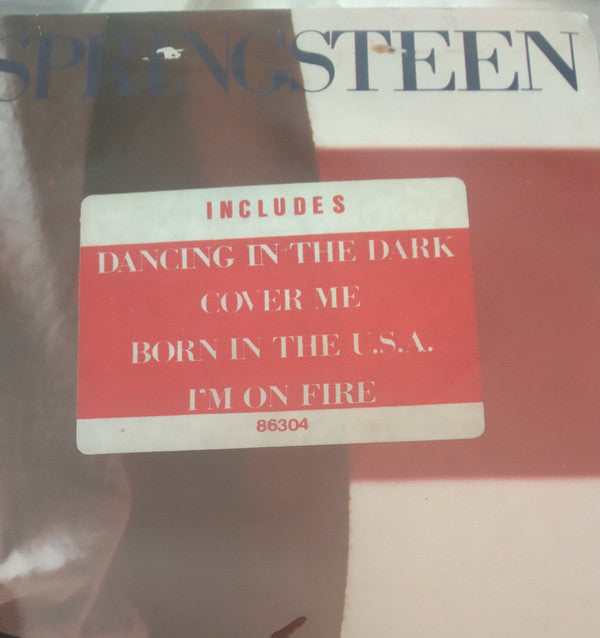 SPRINGSTEEN
INCLUDES
DANCING IN THE DARK
COVER ME
BORN IN THE U.S.A.
I'M ON FIRE
86304